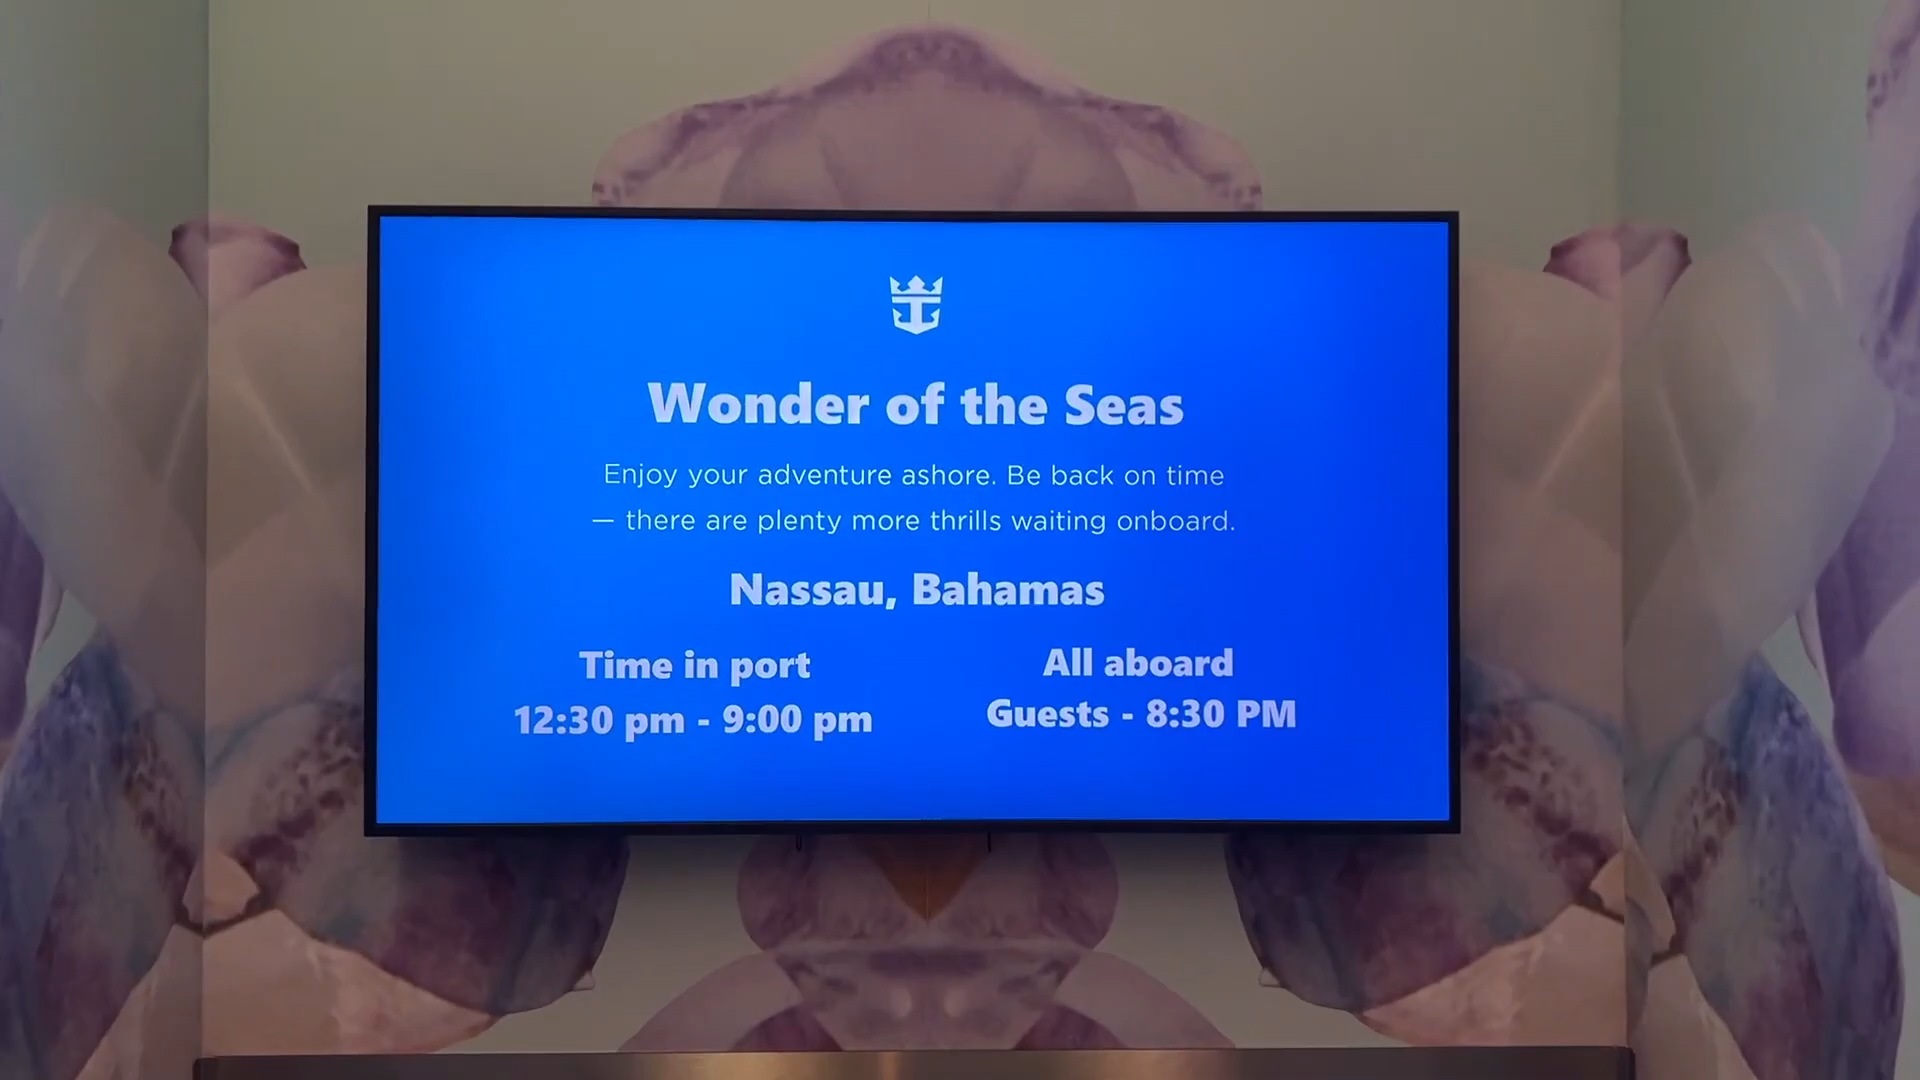 Wonder of the Seas
Enjoy your adventure ashore. Be back on time
— there are plenty more thrills waiting onboard.
Nassau, Bahamas
Time in port
12:30 pm - 9:00 pm
All aboard
Guests - 8:30 PM